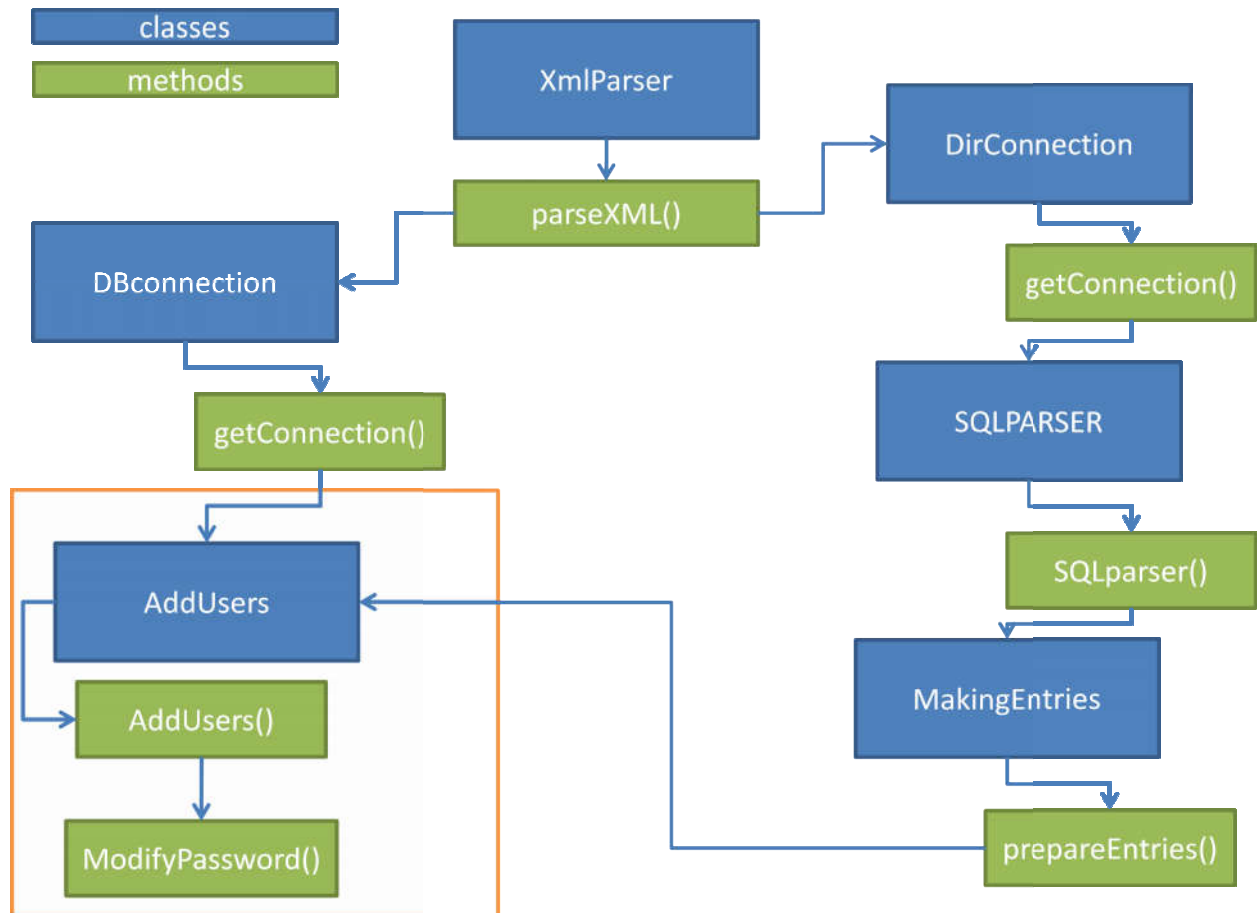 classes
methods
XmlParser
DirConnection
parseXML()
DBconnection
getConnection()
getConnection()
SQLPARSER
SQLparser()
AddUsers
MakingEntries
AddUsers()
ModifyPassword()
prepareEntries()